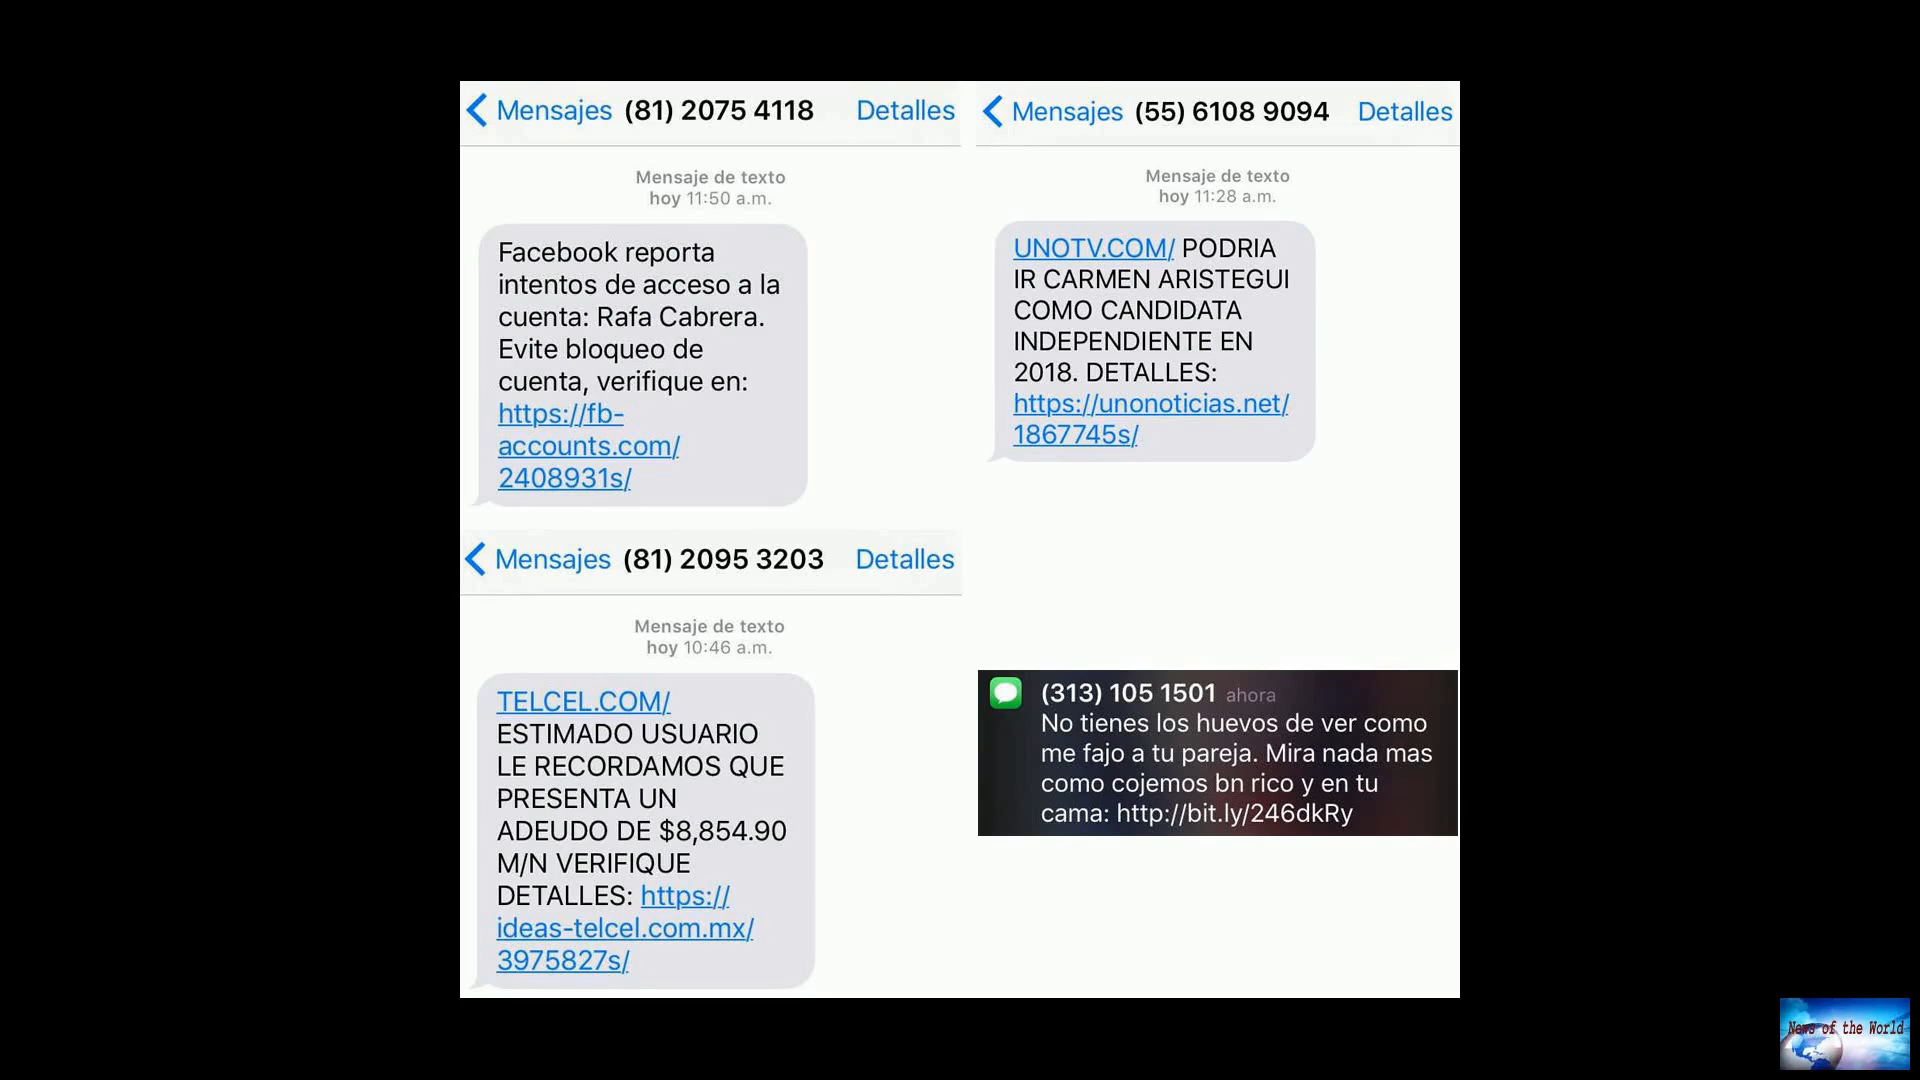 Mensajes (81) 2075 4118 Detalles
Mensaje de texto
hoy 11:50 a.m.
Facebook reporta
intentos de acceso a la
cuenta: Rafa Cabrera.
Evite bloqueo de
cuenta, verifique en:
https://fb-
accounts.com/
2408931s/
Mensajes (55) 6108 9094 Detalles
Mensaje de texto
hoy 11:28 a.m.
UNOTV.COM/ PODRIA
IR CARMEN ARISTEGUI
COMO CANDIDATA
INDEPENDIENTE EN
2018. DETALLES:
https://unonoticias.net/
1867745s/
Mensajes (81) 2095 3203 Detalles
Mensaje de texto
hoy 10:46 a.m.
TELCEL.COM/
ESTIMADO USUARIO
LE RECORDAMOS QUE
PRESENTA UN
ADEUDO DE $8,854.90
M/N VERIFIQUE
DETALLES: https://
ideas-telcel.com.mx/
3975827s/
(313) 105 1501 ahora
No tienes los huevos de ver como
me fajo a tu pareja. Mira nada mas
como cojemos bn rico y en tu
cama: http://bit.ly/246dkRy
News of the World